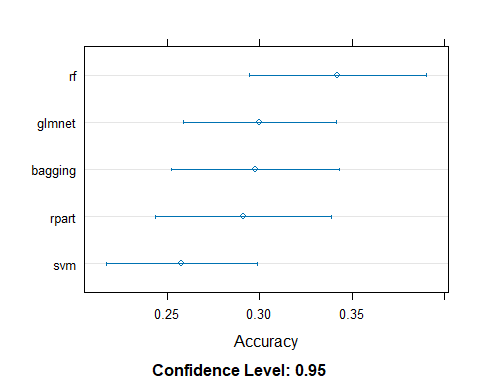 rf
glmnet
bagging
rpart
svm
0.25 0.30 0.35
Accuracy
Confidence Level: 0.95